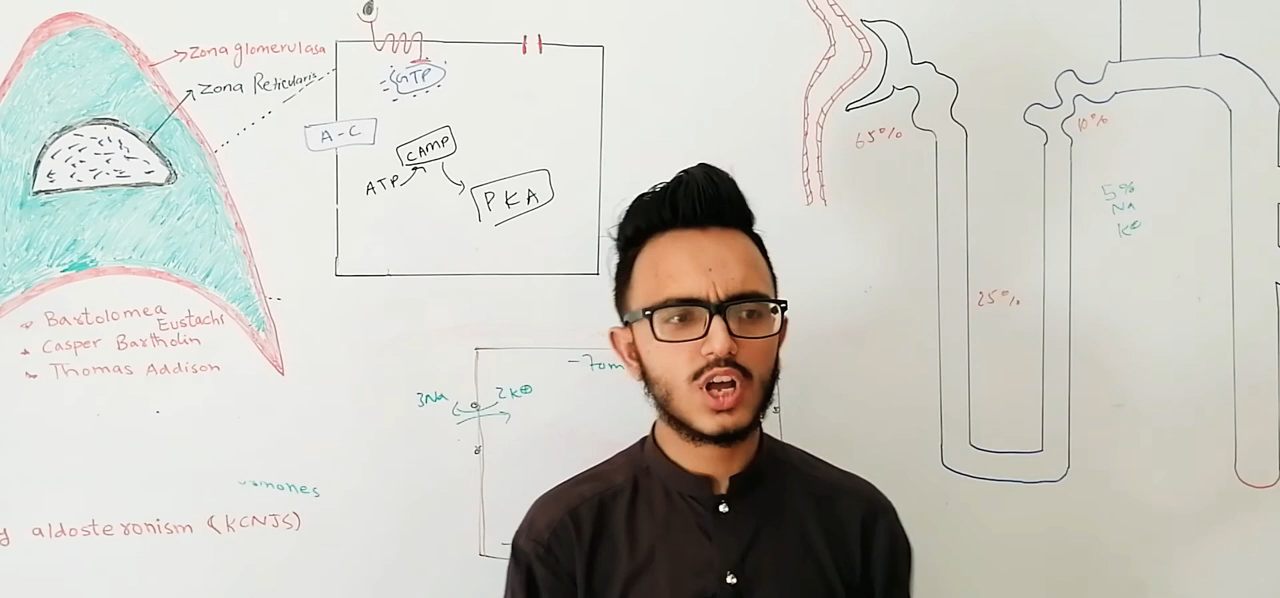 Zona glomerulasa
Zona Reticularis
GTP
A-C
CAMP
ATP
PKA
65%
10%
5%
Na
K⊕
25%
Bartolomea
Eustachi
Casper Bartholin
Thomas Addison
-70m
3Na
2K⊕
aldosteronism (KCNJS)